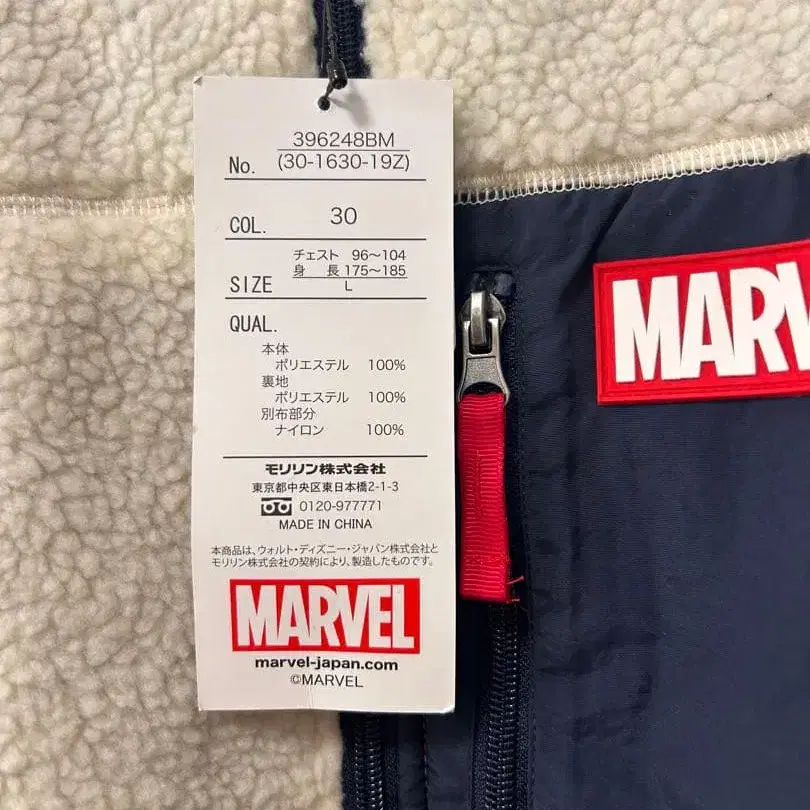 396248BM
No. (30-1630-19Z)
COL. 30
チェスト 96～104
身 長 175～185
SIZE L
QUAL.
本体
ポリエステル 100%
裏地
ポリエステル 100%
別布部分
ナイロン 100%
モリリン株式会社
東京都中央区東日本橋2-1-3
0120-977771
MADE IN CHINA
本商品は、ウォルト・ディズニー・ジャパン株式会社と
モリリン株式会社の契約により、製造したものです。
MARVEL
marvel-japan.com
©MARVEL
MARV